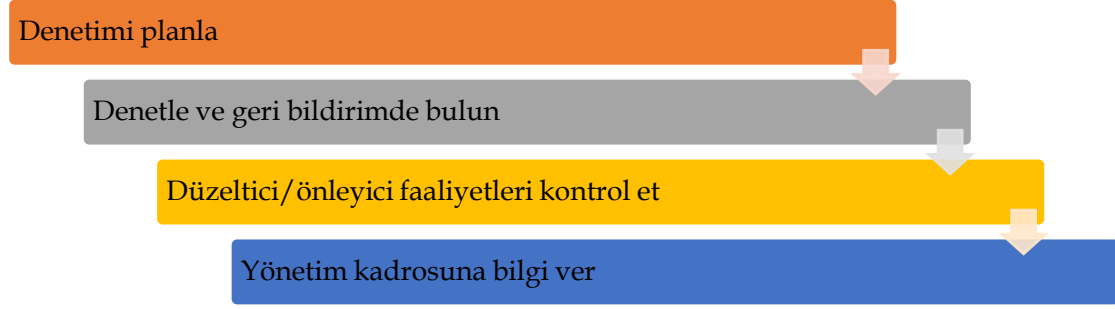 Denetimi planla
Denetle ve geri bildirimde bulun
Düzeltici/önleyici faaliyetleri kontrol et
Yönetim kadrosuna bilgi ver